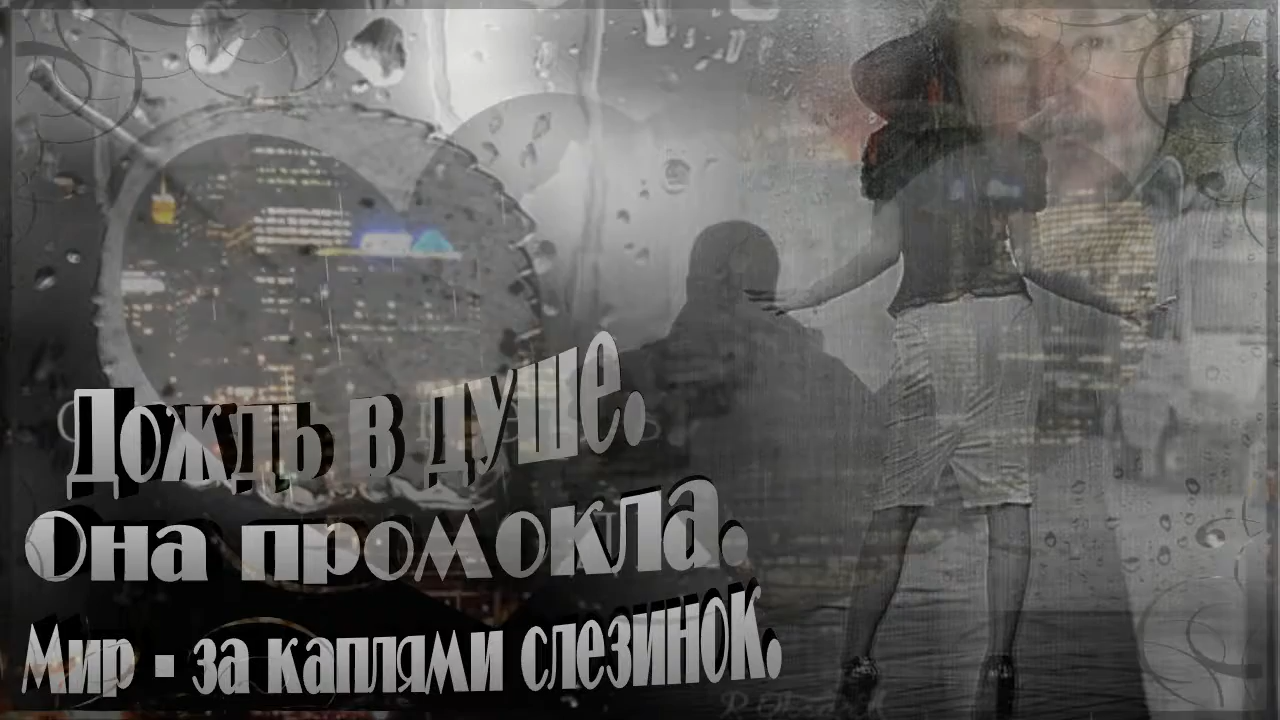 Дождь в душе.
Она промокла.
Мир - за каплями слезинок.